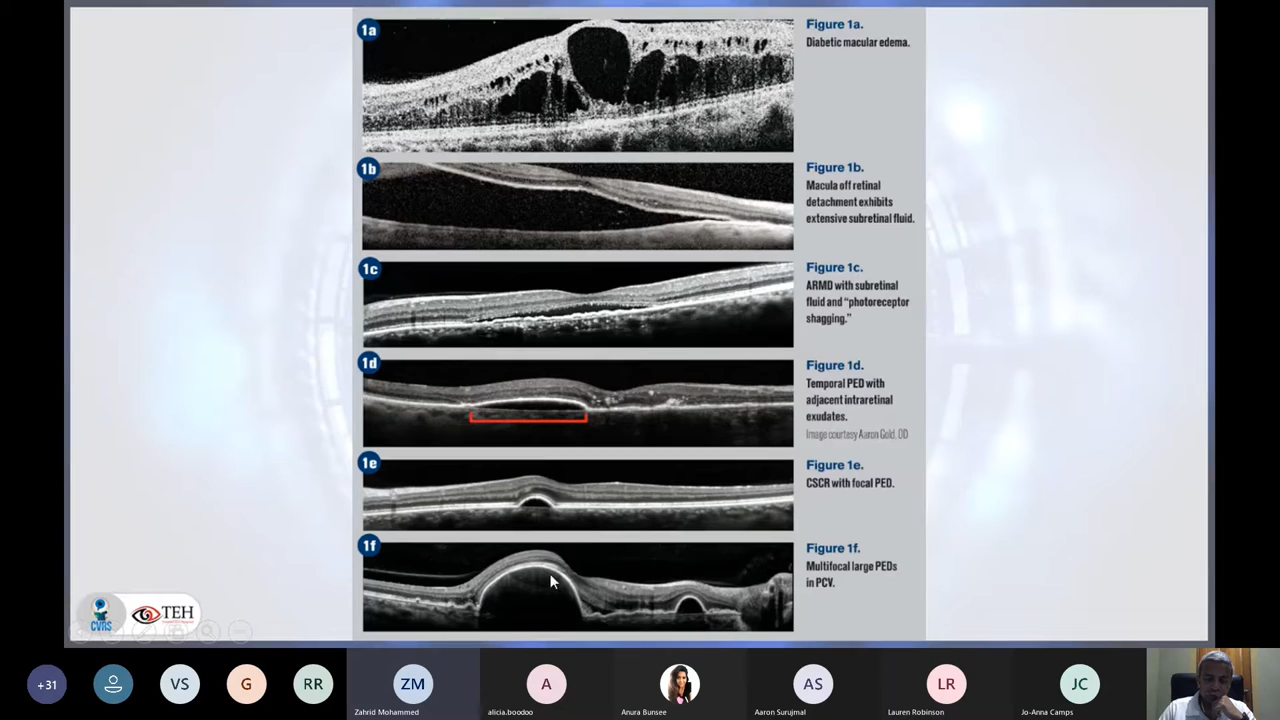 1a
Figure 1a.
Diabetic macular edema.
1b
Figure 1b.
Macula off retinal
detachment exhibits
extensive subretinal fluid.
1c
Figure 1c.
ARMD with subretinal
fluid and “photoreceptor
shagging.”
1d
Figure 1d.
Temporal PED with
adjacent intraretinal
exudates.
Image courtesy Aaron Gold, OD
1e
Figure 1e.
CSCR with focal PED.
1f
Figure 1f.
Multifocal large PEDs
in PCV.
CVRS
TEH
+31
VS
G
RR
ZM
Zahrid Mohammed
A
alicia.boodoo
Anura Bunsee
AS
Aaron Surujmal
LR
Lauren Robinson
JC
Jo-Anna Camps